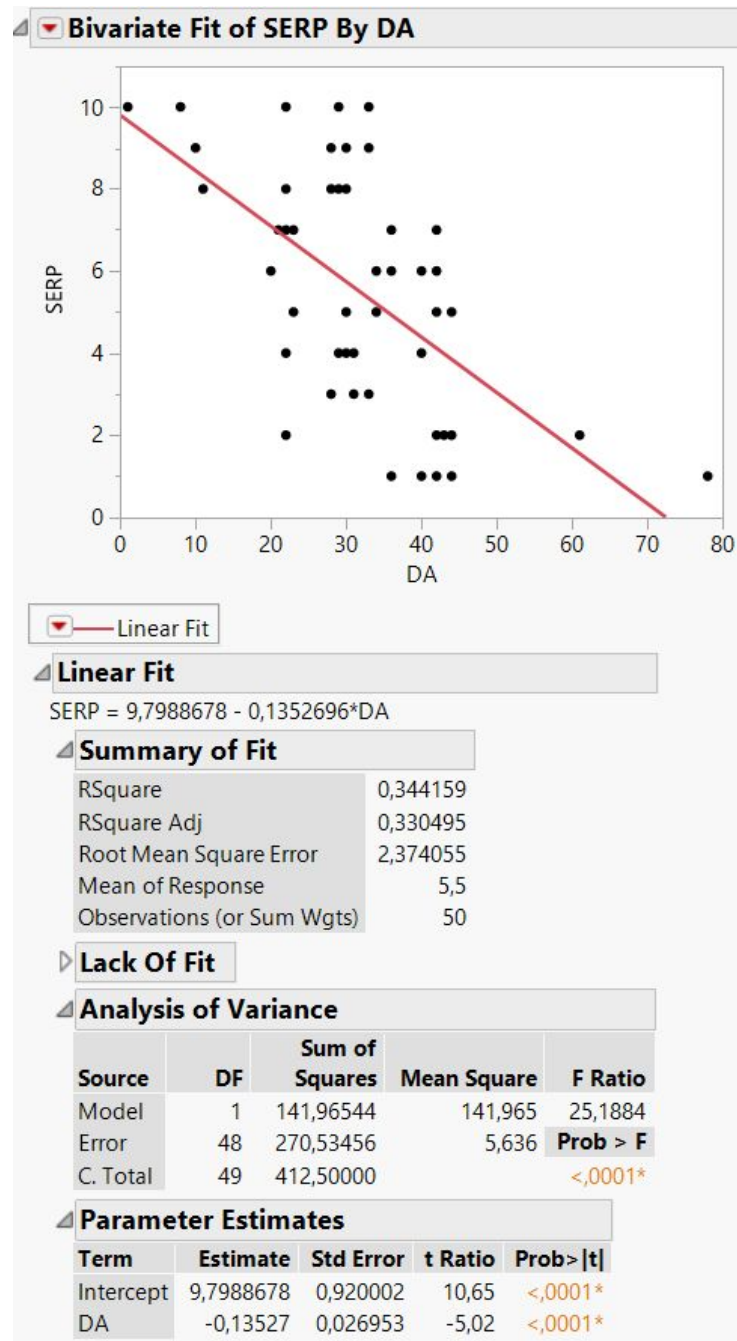 Bivariate Fit of SERP By DA
10
8
6
4
2
0
SERP
0 10 20 30 40 50 60 70 80
DA
Linear Fit
Linear Fit
SERP = 9,7988678 - 0,1352696*DA
Summary of Fit
RSquare 0,344159
RSquare Adj 0,330495
Root Mean Square Error 2,374055
Mean of Response 5,5
Observations (or Sum Wgts) 50
Lack Of Fit
Analysis of Variance
Sum of
Source DF Squares Mean Square F Ratio
Model 1 141,96544 141,965 25,1884
Error 48 270,53456 5,636 Prob > F
C. Total 49 412,50000 <,0001*
Parameter Estimates
Term Estimate Std Error t Ratio Prob>|t|
Intercept 9,7988678 0,920002 10,65 <,0001*
DA -0,13527 0,026953 -5,02 <,0001*